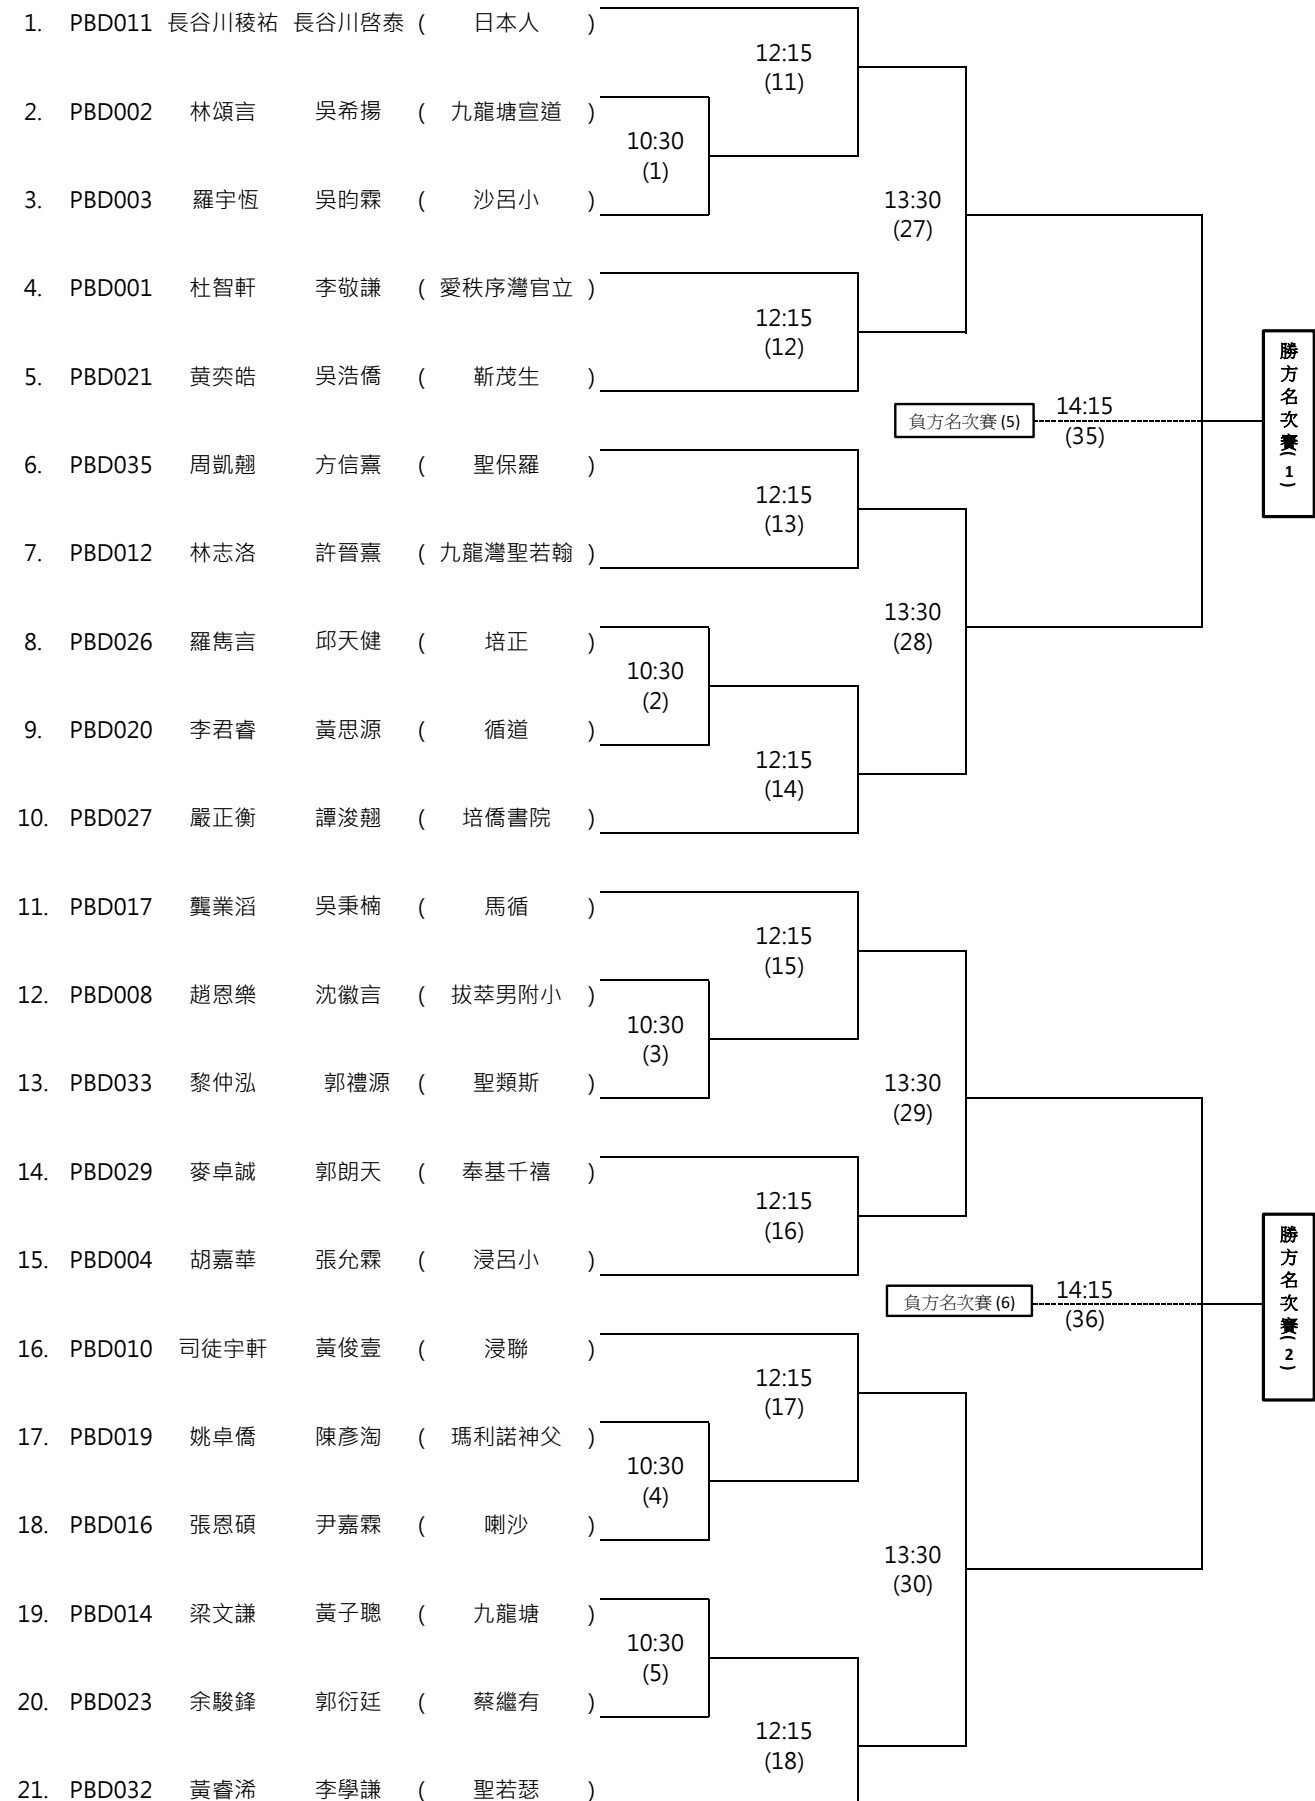 1. PBD011 長谷川稜祐 長谷川啓泰 ( 日本人 )
12:15
(11)
2. PBD002 林頌言 吳希揚 ( 九龍塘宣道 )
10:30
(1)
3. PBD003 羅宇恆 吳昀霖 ( 沙呂小 )
13:30
(27)
4. PBD001 杜智軒 李敬謙 ( 愛秩序灣官立 )
12:15
(12)
5. PBD021 黄奕皓 吳浩僑 ( 靳茂生 )
負方名次賽 (5)
14:15
(35)
勝方名次賽(1)
6. PBD035 周凱翹 方信熹 ( 聖保羅 )
12:15
(13)
7. PBD012 林志洛 許晉熹 ( 九龍灣聖若翰 )
13:30
(28)
8. PBD026 羅雋言 邱天健 ( 培正 )
10:30
(2)
9. PBD020 李君睿 黃思源 ( 循道 )
12:15
(14)
10. PBD027 嚴正衡 譚浚翹 ( 培僑書院 )
11. PBD017 龔業滔 吳秉楠 ( 馬循 )
12:15
(15)
12. PBD008 趙恩樂 沈徽言 ( 拔萃男附小 )
10:30
(3)
13. PBD033 黎仲泓 郭禮源 ( 聖類斯 )
13:30
(29)
14. PBD029 麥卓誠 郭朗天 ( 奉基千禧 )
12:15
(16)
15. PBD004 胡嘉華 張允霖 ( 浸呂小 )
負方名次賽 (6)
14:15
(36)
勝方名次賽(2)
16. PBD010 司徒宇軒 黃俊壹 ( 浸聯 )
12:15
(17)
17. PBD019 姚卓僑 陳彥淘 ( 瑪利諾神父 )
10:30
(4)
18. PBD016 張恩碩 尹嘉霖 ( 喇沙 )
13:30
(30)
19. PBD014 梁文謙 黃子聰 ( 九龍塘 )
10:30
(5)
20. PBD023 余駿鋒 郭衍廷 ( 蔡繼有 )
12:15
(18)
21. PBD032 黃睿浠 李學謙 ( 聖若瑟 )